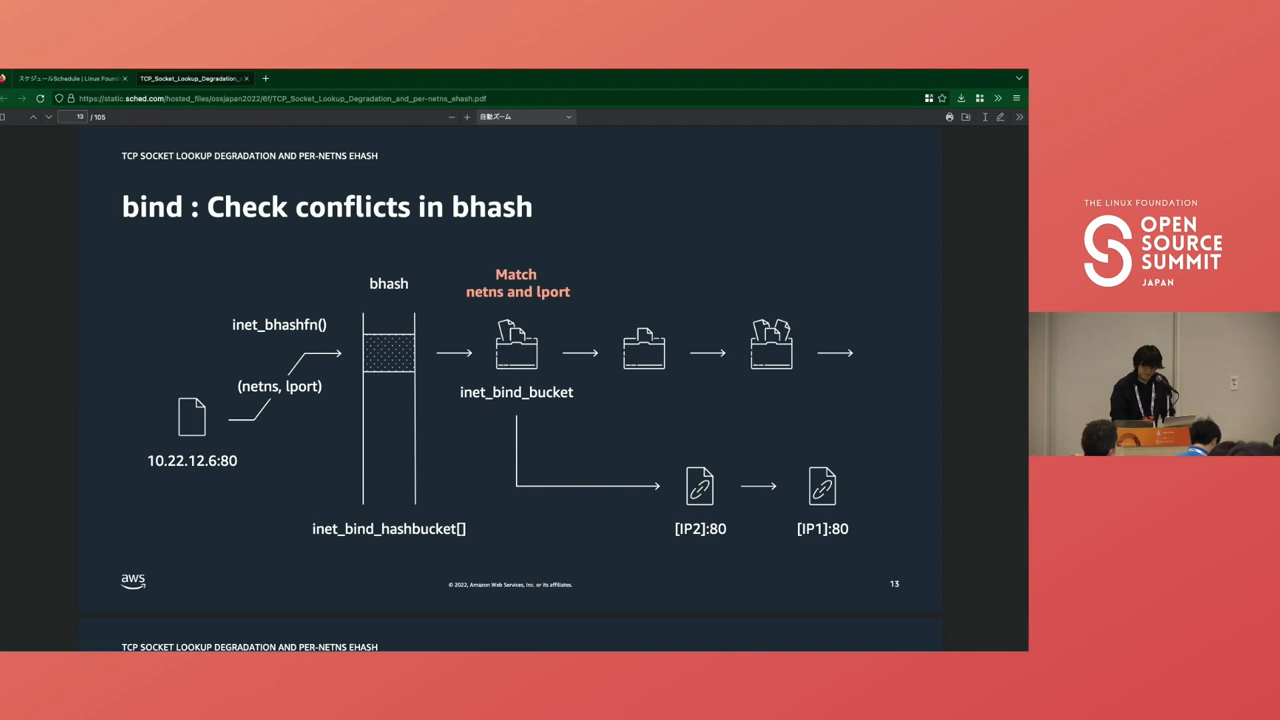 スケジュールSchedule | Linux Found
TCP_Socket_Lookup_Degradation_
https://static.sched.com/hosted_files/ossjapan2022/6f/TCP_Socket_Lookup_Degradation_and_per-netns_ehash.pdf
13 / 105
自動ズーム
TCP SOCKET LOOKUP DEGRADATION AND PER-NETNS EHASH
bind : Check conflicts in bhash
Match
netns and lport
bhash
inet_bhashfn()
(netns, lport)
inet_bind_bucket
10.22.12.6:80
inet_bind_hashbucket[]
[IP2]:80
[IP1]:80
aws
© 2022, Amazon Web Services, Inc. or its affiliates.
13
TCP SOCKET LOOKUP DEGRADATION AND PER-NETNS EHASH
THE LINUX FOUNDATION
OPEN
SOURCE
SUMMIT
JAPAN